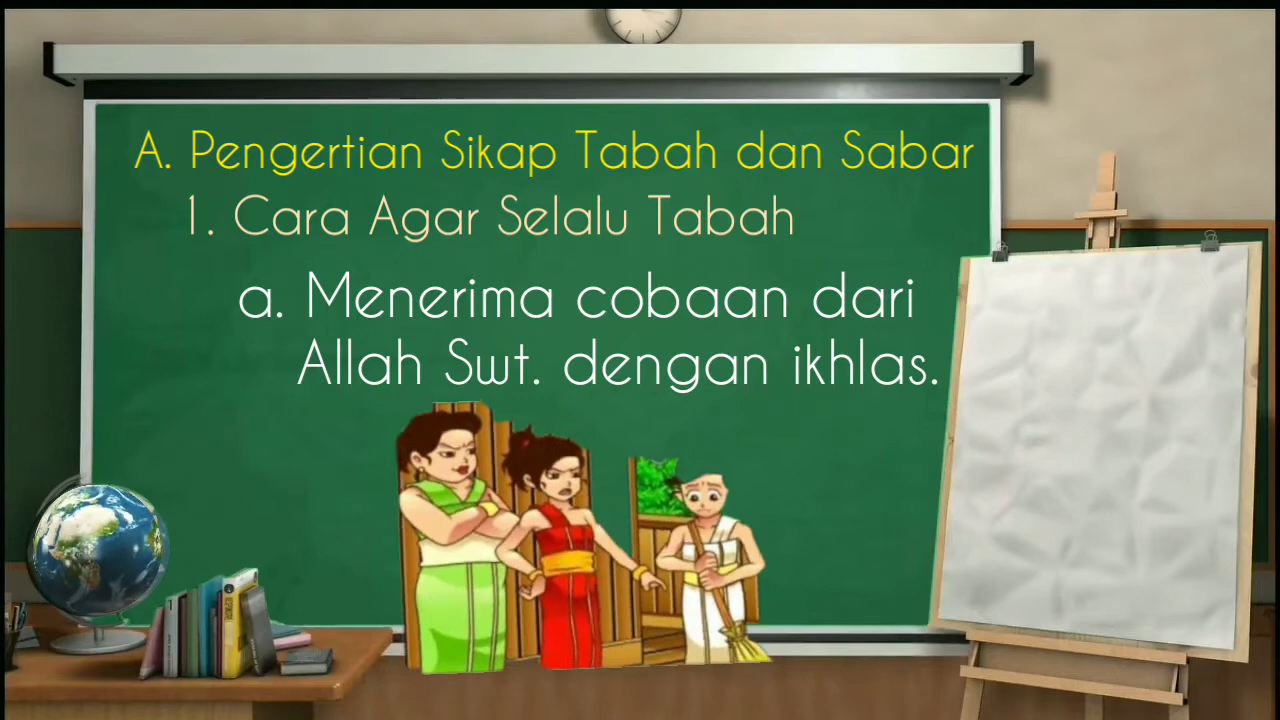 A. Pengertian Sikap Tabah dan Sabar
1. Cara Agar Selalu Tabah
a. Menerima cobaan dari
Allah Swt. dengan ikhlas.